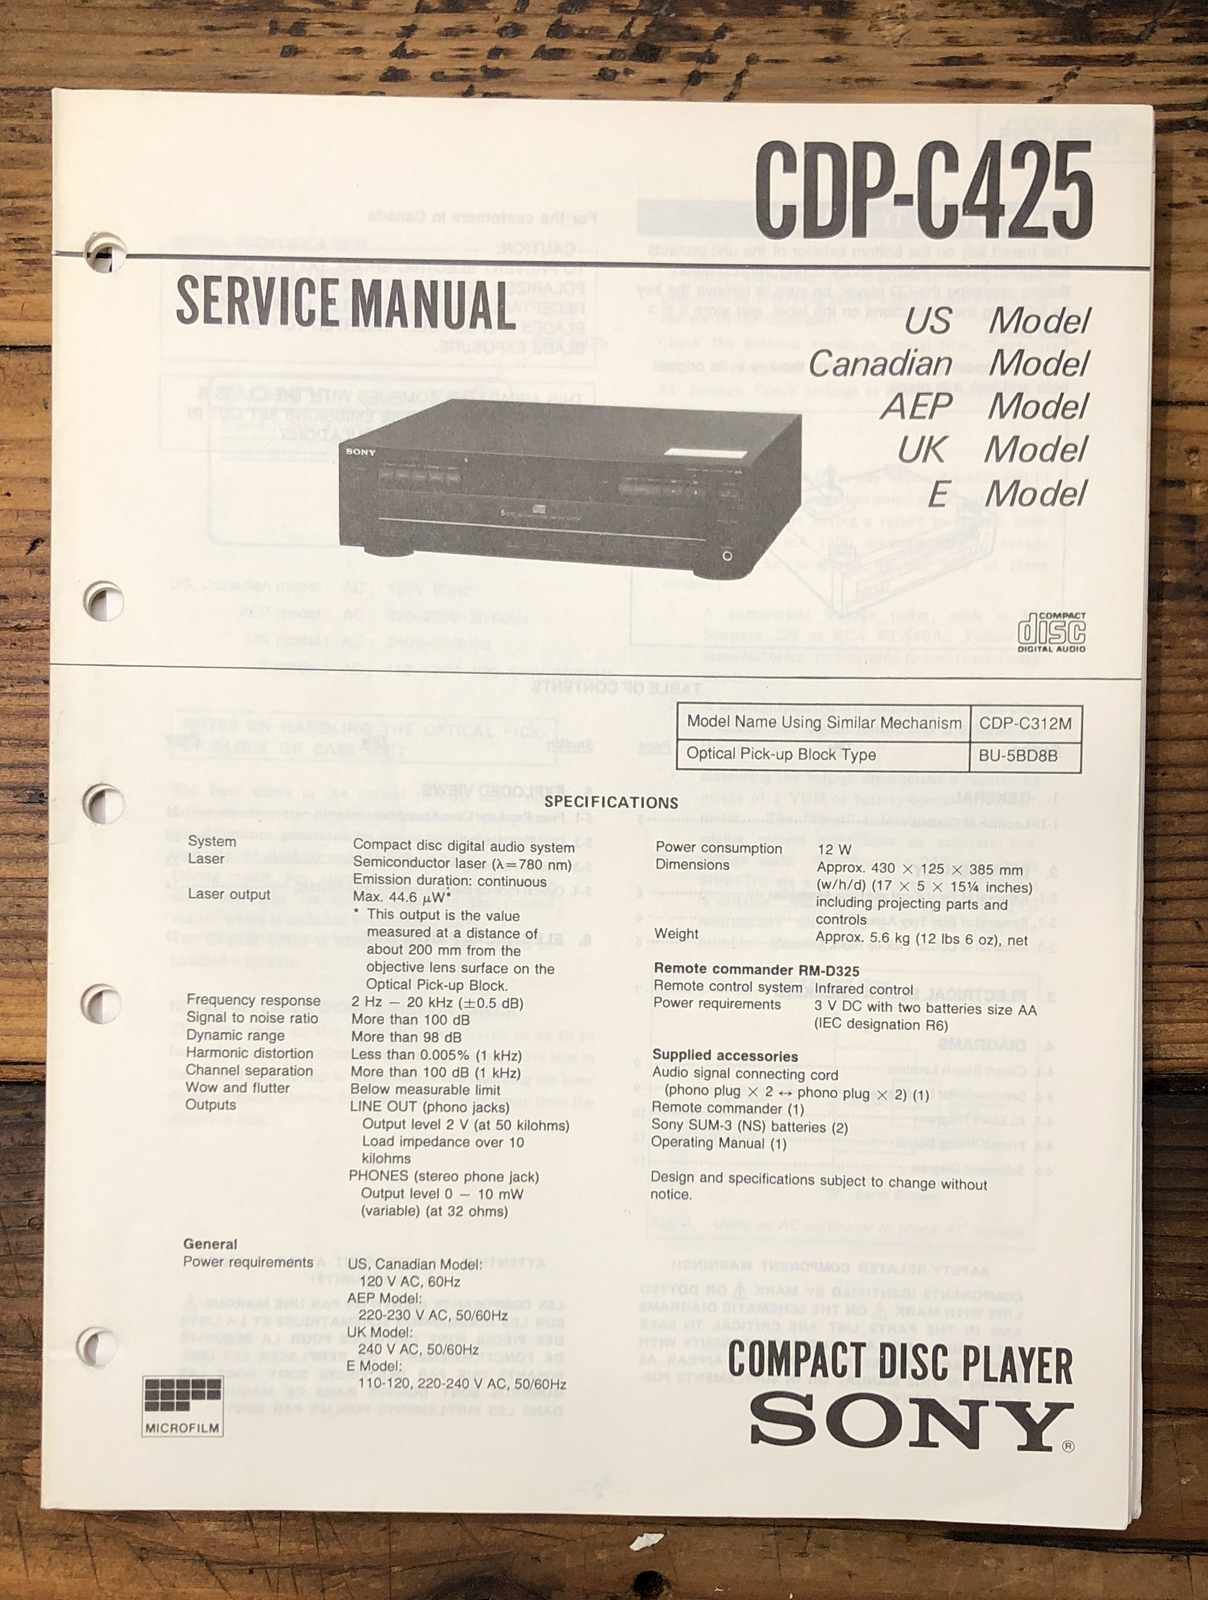 CDP-C425
SERVICE MANUAL
US Model
Canadian Model
AEP Model
UK Model
E Model
SONY
COMPACT
disc
DIGITAL AUDIO
Model Name Using Similar Mechanism CDP-C312M
Optical Pick-up Block Type BU-5BD8B
SPECIFICATIONS
System Compact disc digital audio system
Laser Semiconductor laser (λ=780 nm)
Emission duration: continuous
Laser output Max. 44.6 μW*
* This output is the value
measured at a distance of
about 200 mm from the
objective lens surface on the
Optical Pick-up Block.
Frequency response 2 Hz – 20 kHz (±0.5 dB)
Signal to noise ratio More than 100 dB
Dynamic range More than 98 dB
Harmonic distortion Less than 0.005% (1 kHz)
Channel separation More than 100 dB (1 kHz)
Wow and flutter Below measurable limit
Outputs LINE OUT (phono jacks)
Output level 2 V (at 50 kilohms)
Load impedance over 10
kilohms
PHONES (stereo phone jack)
Output level 0 – 10 mW
(variable) (at 32 ohms)
General
Power requirements US, Canadian Model:
120 V AC, 60Hz
AEP Model:
220-230 V AC, 50/60Hz
UK Model:
240 V AC, 50/60Hz
E Model:
110-120, 220-240 V AC, 50/60Hz
Power consumption 12 W
Dimensions Approx. 430 × 125 × 385 mm
(w/h/d) (17 × 5 × 15¼ inches)
including projecting parts and
controls
Weight Approx. 5.6 kg (12 lbs 6 oz), net
Remote commander RM-D325
Remote control system Infrared control
Power requirements 3 V DC with two batteries size AA
(IEC designation R6)
Supplied accessories
Audio signal connecting cord
(phono plug × 2 ↔ phono plug × 2) (1)
Remote commander (1)
Sony SUM-3 (NS) batteries (2)
Operating Manual (1)
Design and specifications subject to change without
notice.
MICROFILM
COMPACT DISC PLAYER
SONY®